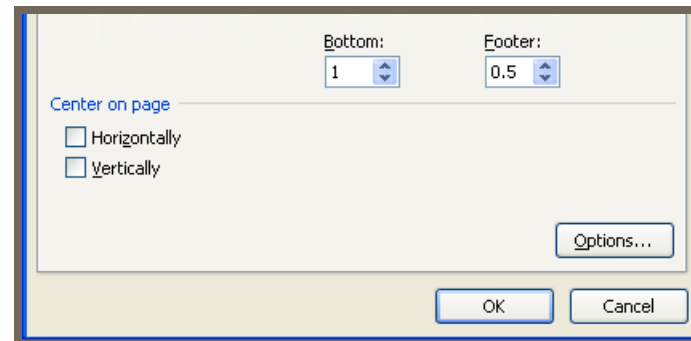 Bottom: Footer:
1 0.5
Center on page
Horizontally
Vertically
Options...
OK Cancel